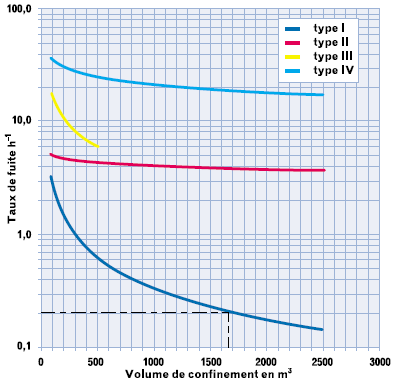 100,0
type I
type II
type III
type IV
10,0
Taux de fuite h⁻¹
1,0
0,1
0 500 1000 1500 2000 2500 3000
Volume de confinement en m³